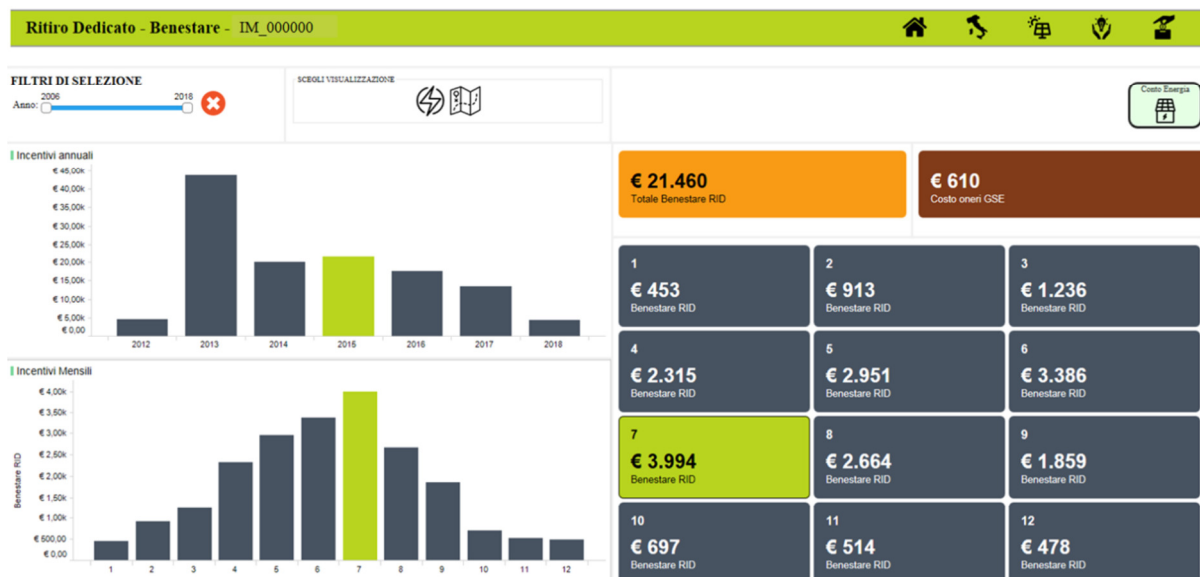 Ritiro Dedicato - Benestare - IM_000000
FILTRI DI SELEZIONE
Anno:
2006
2018
SCEGLI VISUALIZZAZIONE
Conto Energia
Incentivi annuali
€ 45,00k
€ 40,00k
€ 35,00k
€ 30,00k
€ 25,00k
€ 20,00k
€ 15,00k
€ 10,00k
€ 5,00k
€ 0,00
2012 2013 2014 2015 2016 2017 2018
Incentivi Mensili
Benestare RID
€ 4,00k
€ 3,50k
€ 3,00k
€ 2,50k
€ 2,00k
€ 1,50k
€ 1,00k
€ 500,00
€ 0,00
1 2 3 4 5 6 7 8 9 10 11 12
€ 21.460
Totale Benestare RID
€ 610
Costo oneri GSE
1
€ 453
Benestare RID
2
€ 913
Benestare RID
3
€ 1.236
Benestare RID
4
€ 2.315
Benestare RID
5
€ 2.951
Benestare RID
6
€ 3.386
Benestare RID
7
€ 3.994
Benestare RID
8
€ 2.664
Benestare RID
9
€ 1.859
Benestare RID
10
€ 697
Benestare RID
11
€ 514
Benestare RID
12
€ 478
Benestare RID